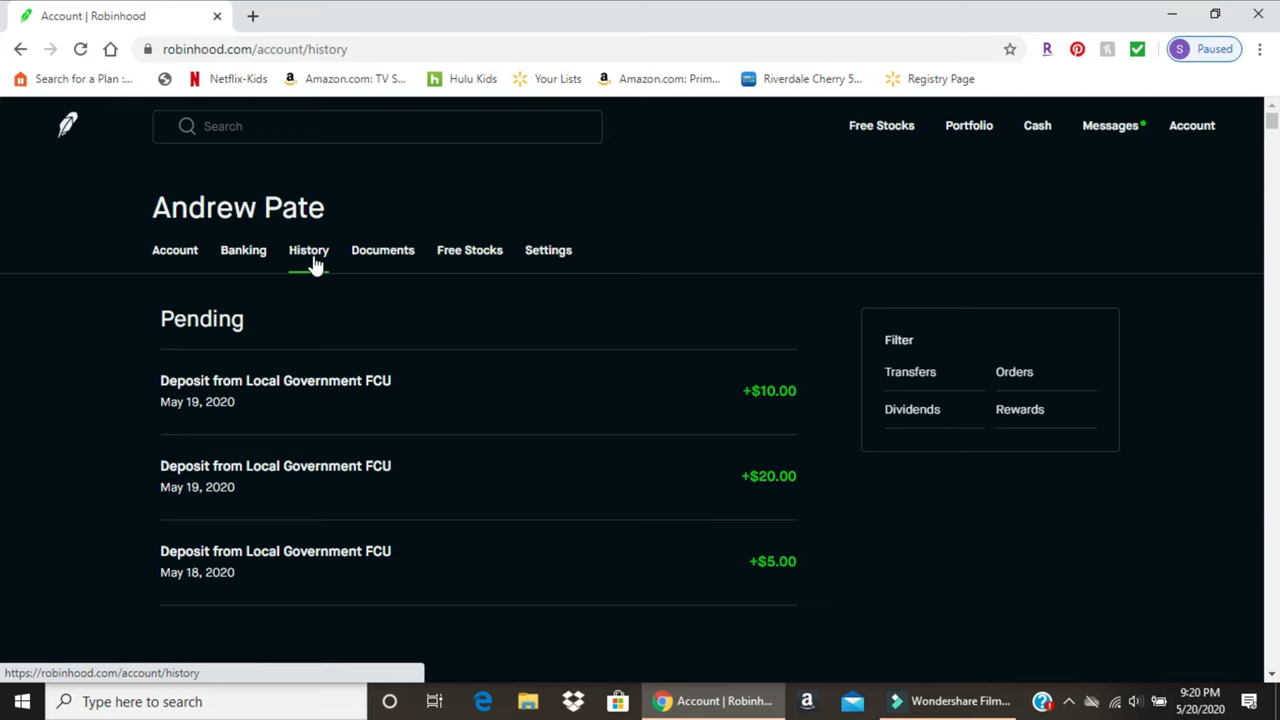 Account | Robinhood
robinhood.com/account/history
S Paused
Search for a Plan :...
Netflix-Kids
Amazon.com: TV S...
Hulu Kids
Your Lists
Amazon.com: Prim...
Riverdale Cherry 5...
Registry Page
Search
Free Stocks
Portfolio
Cash
Messages
Account
Andrew Pate
Account
Banking
History
Documents
Free Stocks
Settings
Pending
Deposit from Local Government FCU
May 19, 2020
+$10.00
Deposit from Local Government FCU
May 19, 2020
+$20.00
Deposit from Local Government FCU
May 18, 2020
+$5.00
Filter
Transfers
Orders
Dividends
Rewards
https://robinhood.com/account/history
Type here to search
Account | Robinh...
Wondershare Film...
9:20 PM
5/20/2020